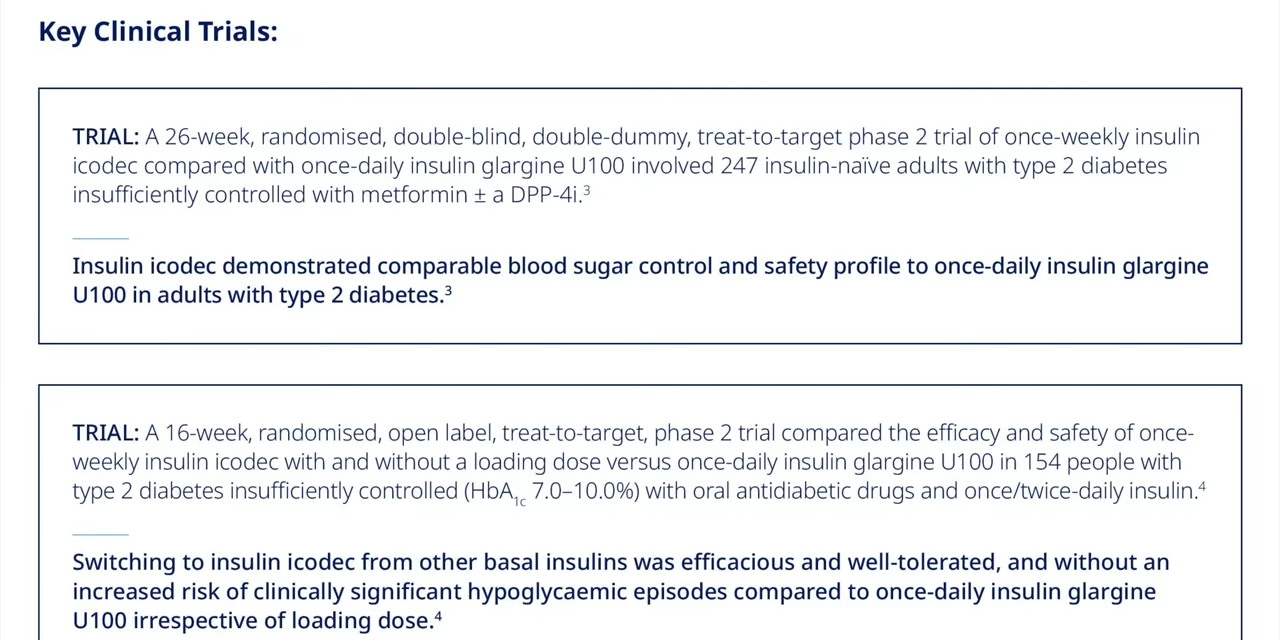 Key Clinical Trials:
TRIAL: A 26-week, randomised, double-blind, double-dummy, treat-to-target phase 2 trial of once-weekly insulin
icodec compared with once-daily insulin glargine U100 involved 247 insulin-naïve adults with type 2 diabetes
insufficiently controlled with metformin ± a DPP-4i.³
Insulin icodec demonstrated comparable blood sugar control and safety profile to once-daily insulin glargine
U100 in adults with type 2 diabetes.³
TRIAL: A 16-week, randomised, open label, treat-to-target, phase 2 trial compared the efficacy and safety of once-
weekly insulin icodec with and without a loading dose versus once-daily insulin glargine U100 in 154 people with
type 2 diabetes insufficiently controlled (HbA1c 7.0–10.0%) with oral antidiabetic drugs and once/twice-daily insulin.⁴
Switching to insulin icodec from other basal insulins was efficacious and well-tolerated, and without an
increased risk of clinically significant hypoglycaemic episodes compared to once-daily insulin glargine
U100 irrespective of loading dose.⁴